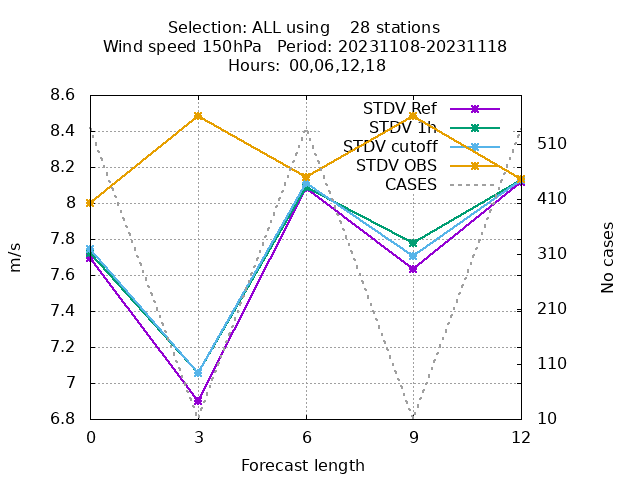 Selection: ALL using 28 stations
Wind speed 150hPa Period: 20231108-20231118
Hours: 00,06,12,18
8.6
8.4
8.2
8
7.8
7.6
7.4
7.2
7
6.8
m/s
STDV Ref
STDV 1h
STDV cutoff
STDV OBS
CASES
510
410
310
210
110
10
No cases
0 3 6 9 12
Forecast length